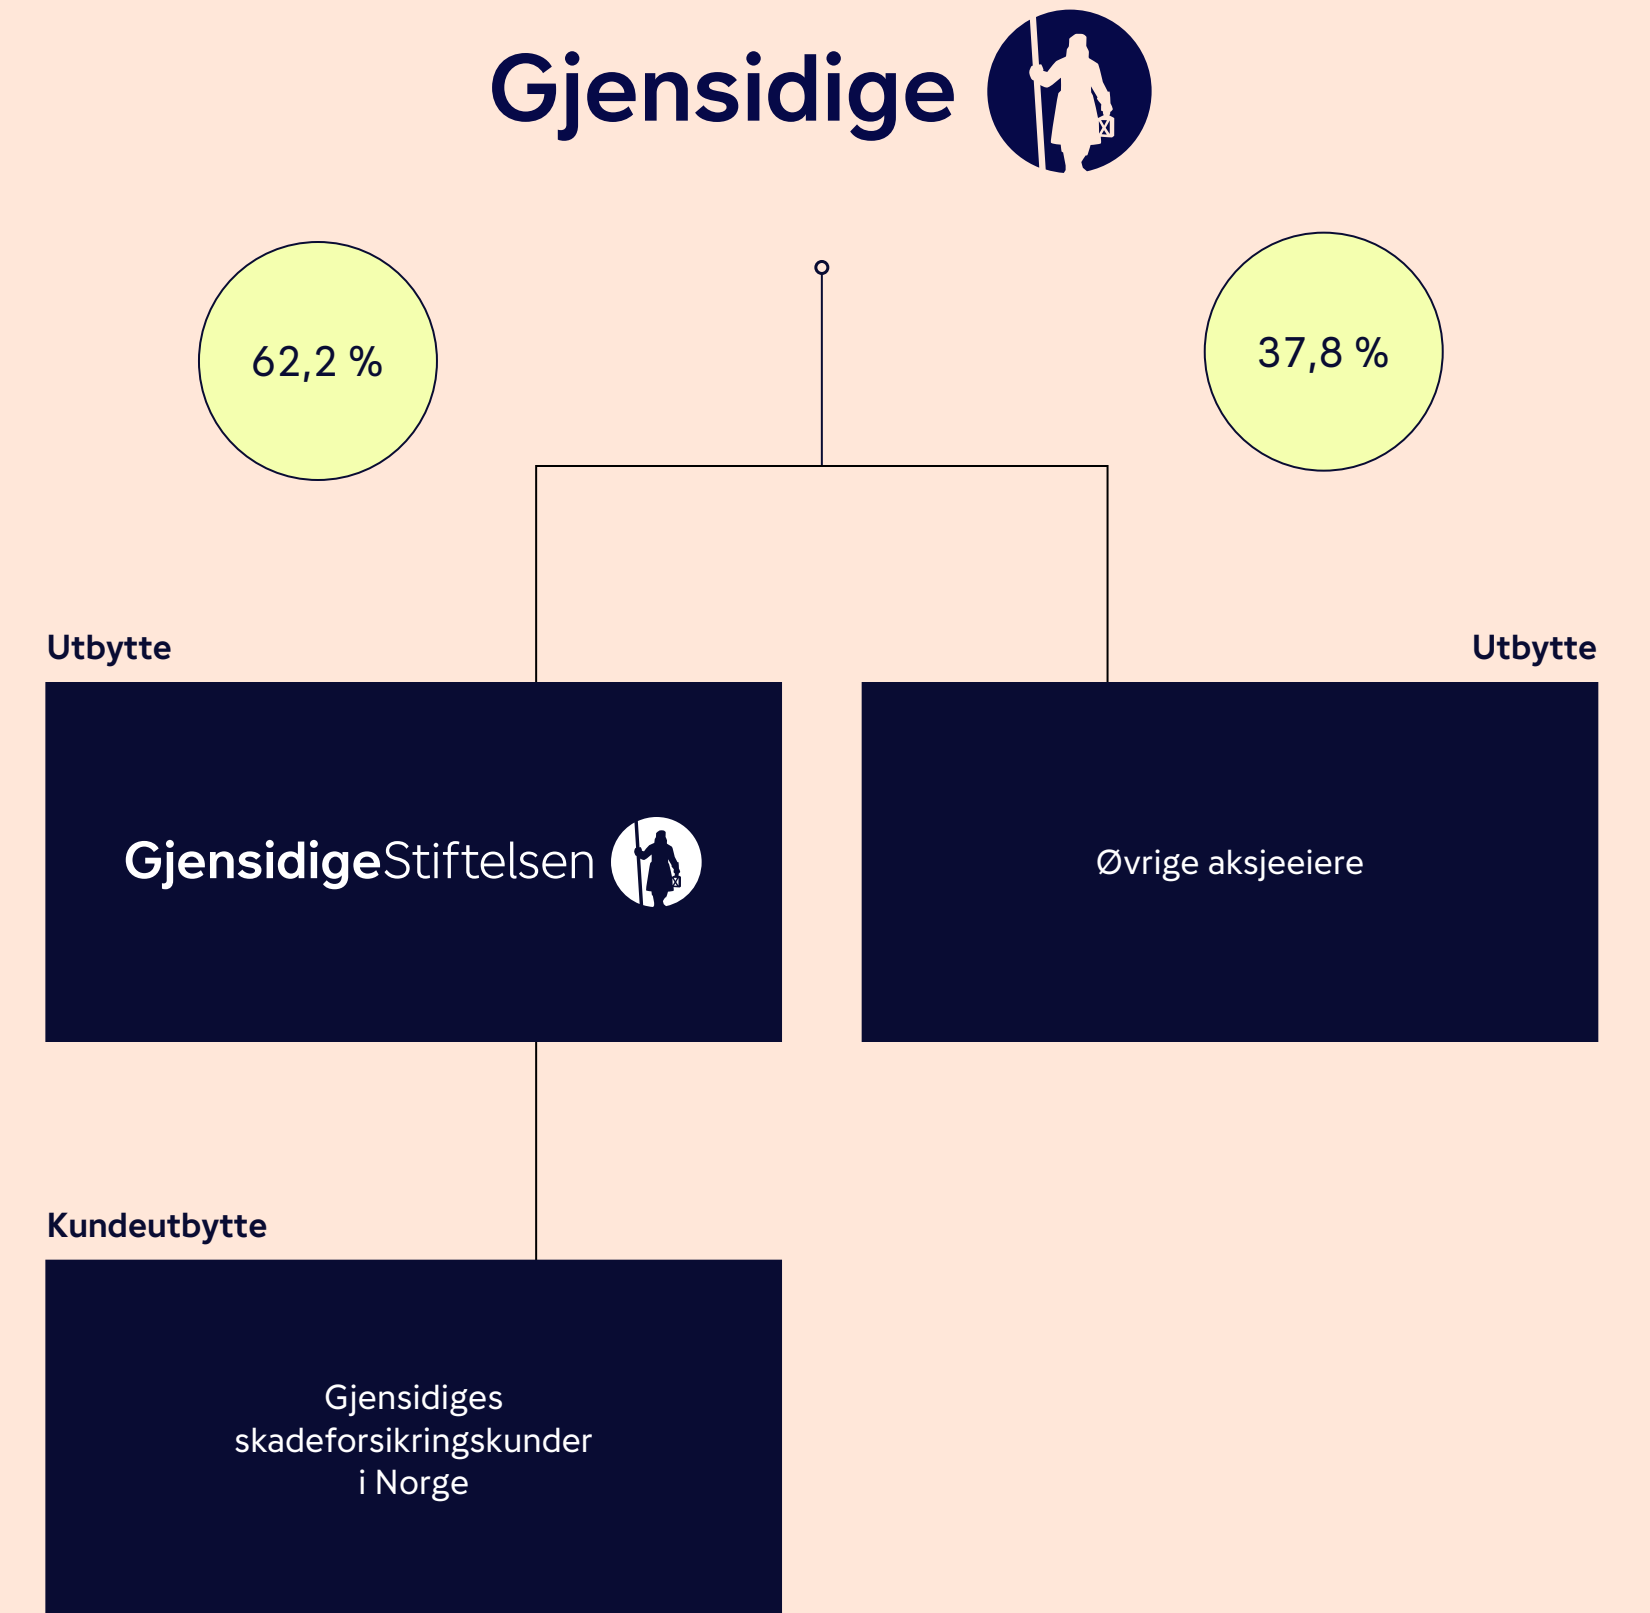 Gjensidige
62,2 %
37,8 %
Utbytte
Utbytte
GjensidigeStiftelsen
Øvrige aksjeeiere
Kundeutbytte
Gjensidiges
skadeforsikringskunder
i Norge